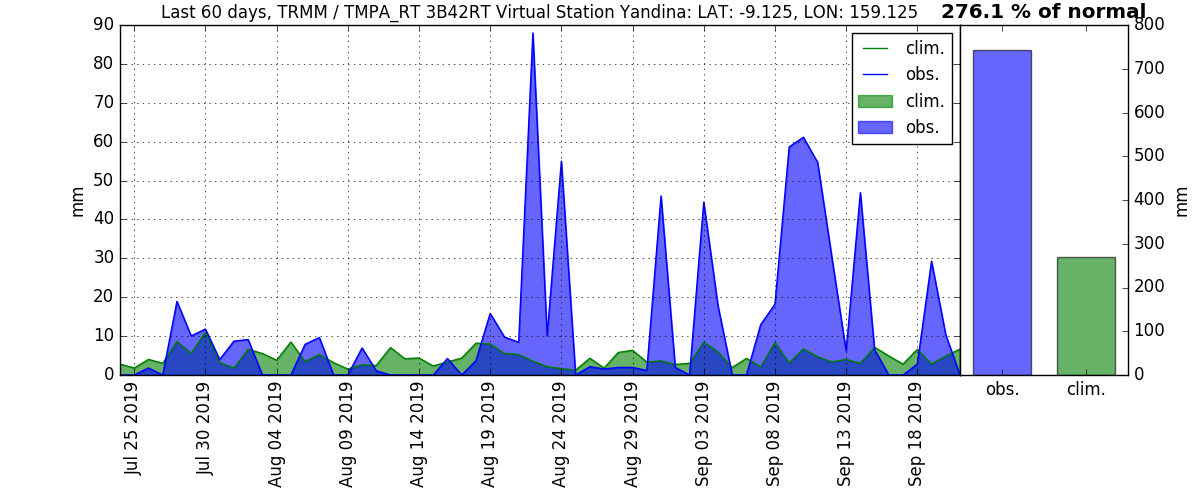 Last 60 days, TRMM / TMPA_RT 3B42RT Virtual Station Yandina: LAT: -9.125, LON: 159.125
276.1 % of normal
90
80
70
60
50
40
30
20
10
0
mm
clim.
obs.
clim.
obs.
Jul 25 2019
Jul 30 2019
Aug 04 2019
Aug 09 2019
Aug 14 2019
Aug 19 2019
Aug 24 2019
Aug 29 2019
Sep 03 2019
Sep 08 2019
Sep 13 2019
Sep 18 2019
800
700
600
500
400
300
200
100
0
mm
obs.
clim.